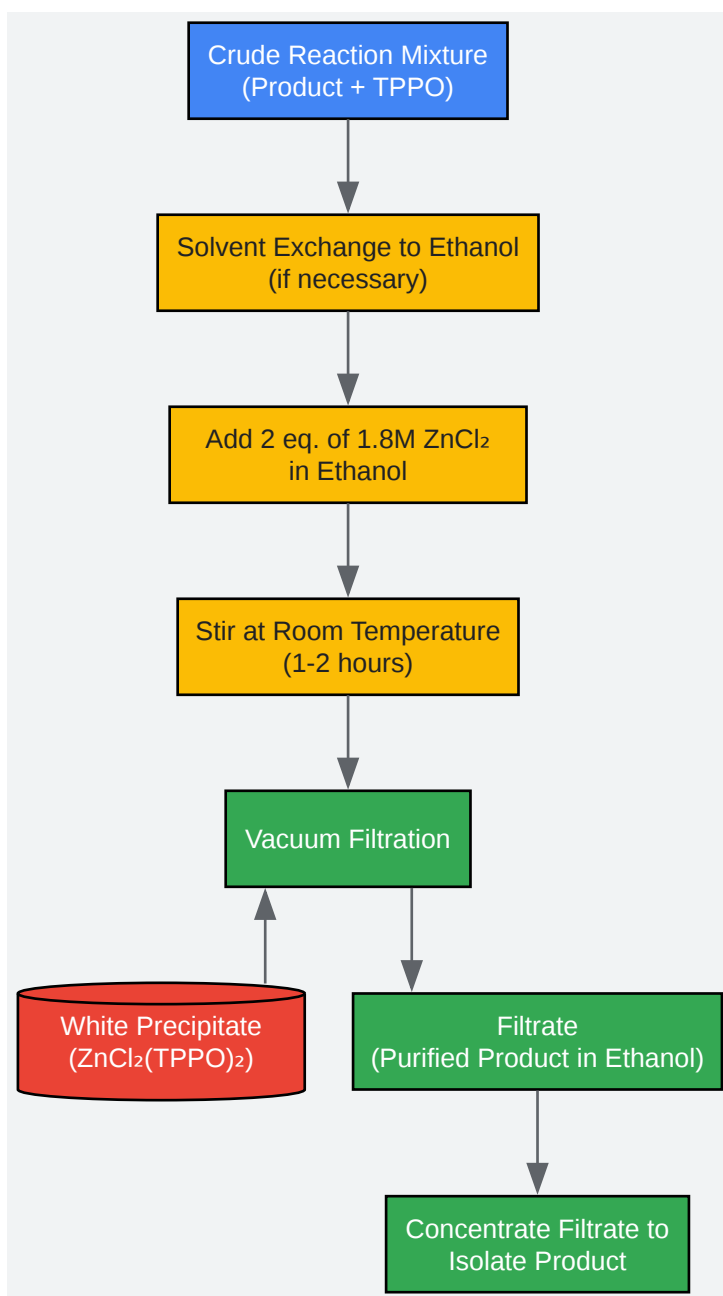 Crude Reaction Mixture
(Product + TPPO)
Solvent Exchange to Ethanol
(if necessary)
Add 2 eq. of 1.8M ZnCl₂
in Ethanol
Stir at Room Temperature
(1-2 hours)
Vacuum Filtration
White Precipitate
(ZnCl₂(TPPO)₂)
Filtrate
(Purified Product in Ethanol)
Concentrate Filtrate to
Isolate Product